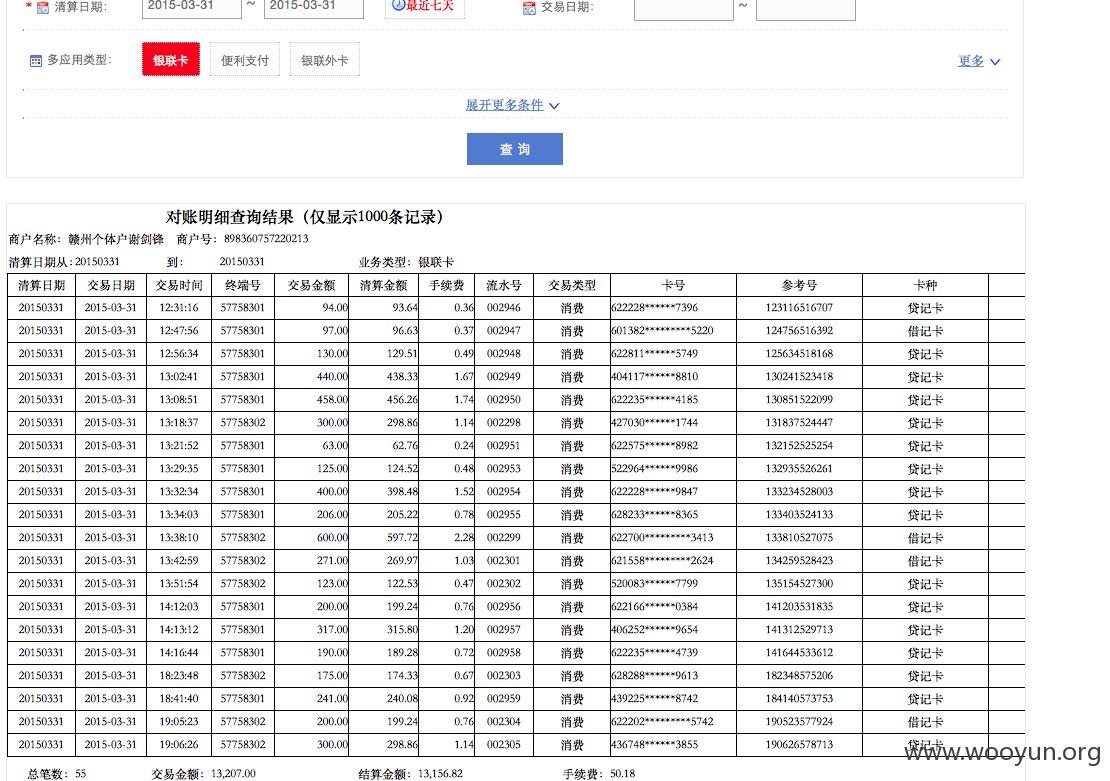 * 清算日期: 2015-03-31 ~ 2015-03-31 最近七天 交易日期: ~
多应用类型: 银联卡 便利支付 银联外卡 更多
展开更多条件
查 询
对账明细查询结果（仅显示1000条记录）
商户名称: 赣州个体户谢剑锋 商户号: 898360757220213
清算日期从: 20150331 到: 20150331 业务类型: 银联卡
清算日期 交易日期 交易时间 终端号 交易金额 清算金额 手续费 流水号 交易类型 卡号 参考号 卡种
20150331 2015-03-31 12:31:16 57758301 94.00 93.64 0.36 002946 消费 622228******7396 123116516707 贷记卡
20150331 2015-03-31 12:47:56 57758301 97.00 96.63 0.37 002947 消费 601382*********5220 124756516392 借记卡
20150331 2015-03-31 12:56:34 57758301 130.00 129.51 0.49 002948 消费 622811******5749 125634518168 贷记卡
20150331 2015-03-31 13:02:41 57758301 440.00 438.33 1.67 002949 消费 404117******8810 130241523418 贷记卡
20150331 2015-03-31 13:08:51 57758301 458.00 456.26 1.74 002950 消费 622235******4185 130851522099 贷记卡
20150331 2015-03-31 13:18:37 57758302 300.00 298.86 1.14 002298 消费 427030******1744 131837524447 贷记卡
20150331 2015-03-31 13:21:52 57758301 63.00 62.76 0.24 002951 消费 622575******8982 132152525254 贷记卡
20150331 2015-03-31 13:29:35 57758301 125.00 124.52 0.48 002953 消费 522964******9986 132935526261 贷记卡
20150331 2015-03-31 13:32:34 57758301 400.00 398.48 1.52 002954 消费 622228******9847 133234528003 贷记卡
20150331 2015-03-31 13:34:03 57758301 206.00 205.22 0.78 002955 消费 628233******8365 133403524133 贷记卡
20150331 2015-03-31 13:38:10 57758302 600.00 597.72 2.28 002299 消费 622700*********3413 133810527075 借记卡
20150331 2015-03-31 13:42:59 57758302 271.00 269.97 1.03 002301 消费 621558*********2624 134259528423 借记卡
20150331 2015-03-31 13:51:54 57758302 123.00 122.53 0.47 002302 消费 520083******7799 135154527300 贷记卡
20150331 2015-03-31 14:12:03 57758301 200.00 199.24 0.76 002956 消费 622166******0384 141203531835 贷记卡
20150331 2015-03-31 14:13:12 57758301 317.00 315.80 1.20 002957 消费 406252******9654 141312529713 贷记卡
20150331 2015-03-31 14:16:44 57758301 190.00 189.28 0.72 002958 消费 622235******4739 141644533612 贷记卡
20150331 2015-03-31 18:23:48 57758302 175.00 174.33 0.67 002303 消费 628288******9613 182348575206 贷记卡
20150331 2015-03-31 18:41:40 57758301 241.00 240.08 0.92 002959 消费 439225******8742 184140573753 贷记卡
20150331 2015-03-31 19:05:23 57758302 200.00 199.24 0.76 002304 消费 622202*********5742 190523577924 借记卡
20150331 2015-03-31 19:06:26 57758302 300.00 298.86 1.14 002305 消费 436748******3855 190626578713 贷记卡
www.wooyun.org
总笔数: 55 交易金额: 13,207.00 结算金额: 13,156.82 手续费: 50.18